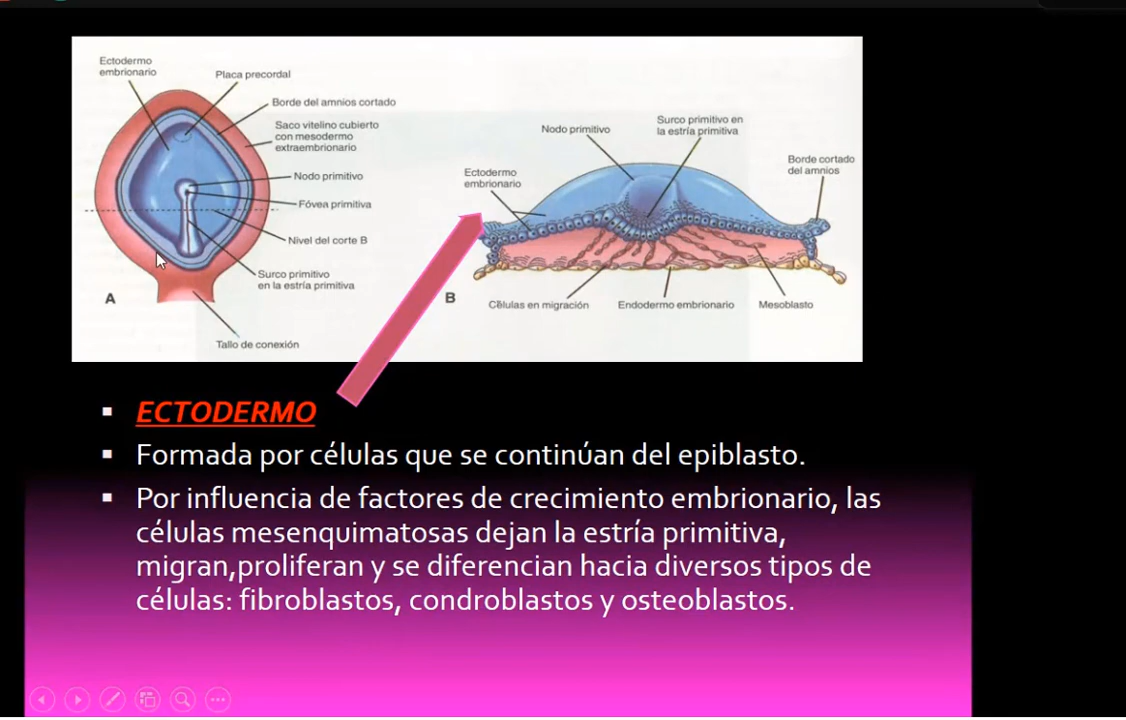 Ectodermo
embrionario
Placa precordal
Borde del amnios cortado
Saco vitelino cubierto
con mesodermo
extraembrionario
Nodo primitivo
Fóvea primitiva
Nivel del corte B
Surco primitivo
en la estría primitiva
A
Tallo de conexión
Nodo primitivo
Surco primitivo en
la estría primitiva
Borde cortado
del amnios
Ectodermo
embrionario
B
Células en migración
Endodermo embrionario
Mesoblasto
▪ ECTODERMO
▪ Formada por células que se continúan del epiblasto.
▪ Por influencia de factores de crecimiento embrionario, las
células mesenquimatosas dejan la estría primitiva,
migran,proliferan y se diferencian hacia diversos tipos de
células: fibroblastos, condroblastos y osteoblastos.